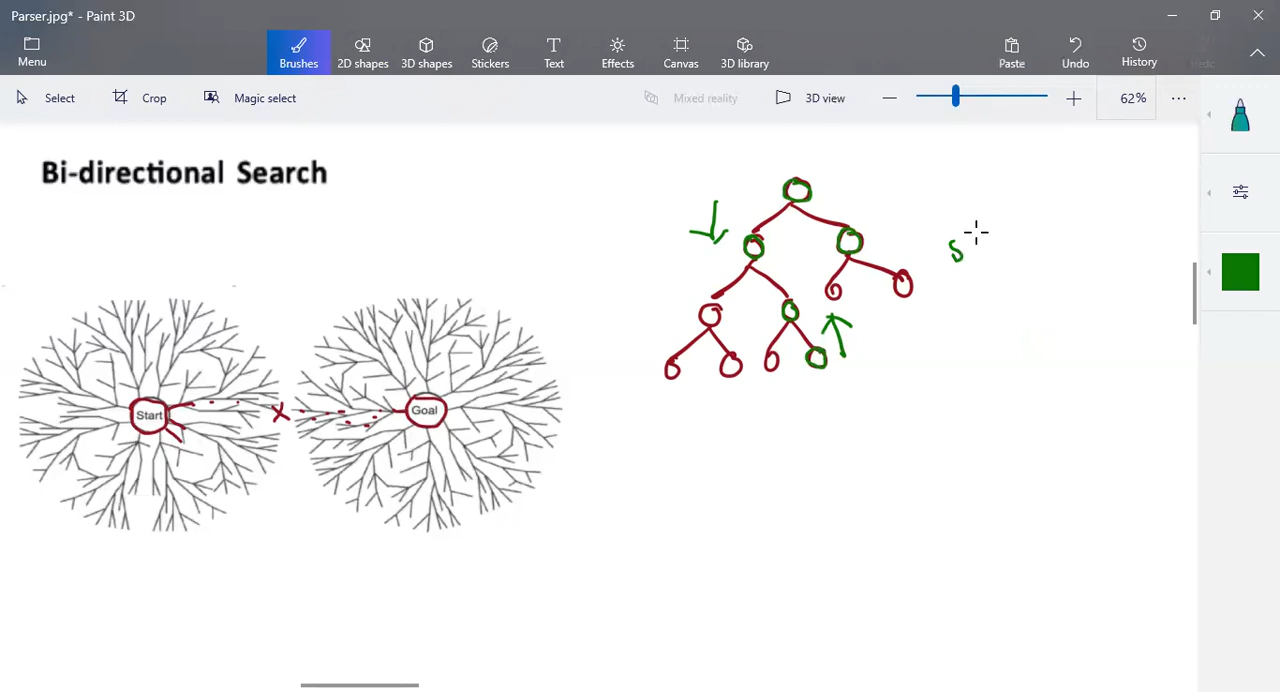 Parser.jpg* - Paint 3D
Menu
Brushes
2D shapes
3D shapes
Stickers
Text
Effects
Canvas
3D library
Paste
Undo
History
Redo
Select
Crop
Magic select
Mixed reality
3D view
62%
Bi-directional Search
Start
x
Goal
S